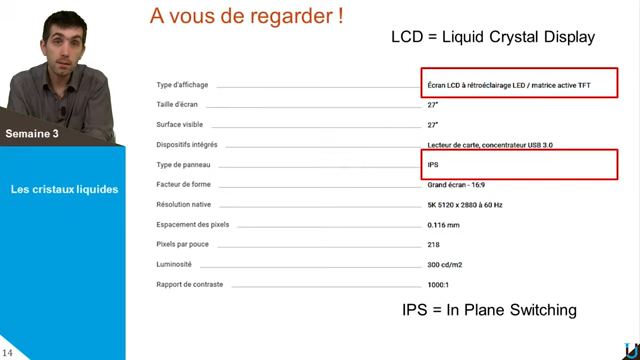 A vous de regarder !
LCD = Liquid Crystal Display
Type d'affichage Écran LCD à rétroéclairage LED / matrice active TFT
Taille d'écran 27"
Surface visible 27"
Dispositifs intégrés Lecteur de carte, concentrateur USB 3.0
Type de panneau IPS
Facteur de forme Grand écran - 16:9
Résolution native 5K 5120 x 2880 à 60 Hz
Espacement des pixels 0.116 mm
Pixels par pouce 218
Luminosité 300 cd/m2
Rapport de contraste 1000:1
IPS = In Plane Switching
Semaine 3
Les cristaux liquides
14